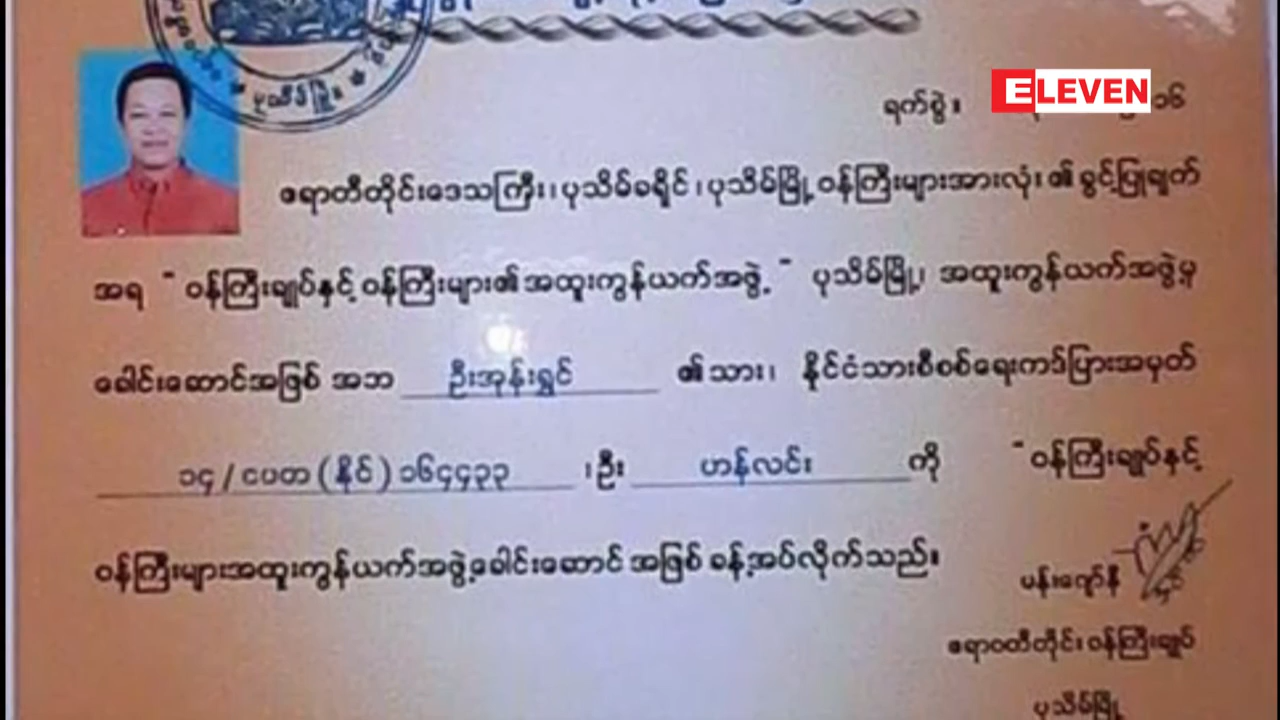 ELEVEN
ပုသိမ်မြို့။
ရက်စွဲ။ ၁၆
ဧရာတီတိုင်းဒေသကြီး၊ ပုသိမ်ခရိုင်၊ ပုသိမ်မြို့ ဝန်ကြီးများအားလုံး ၏ ခွင့်ပြုချက်
အရ " ဝန်ကြီးချုပ်နှင့် ဝန်ကြီးများ၏ အထူးကွန်ယက်အဖွဲ့ " ပုသိမ်မြို့၊ အထူးကွန်ယက်အဖွဲ့မှ
ခေါင်းဆောင်အဖြစ် အဘ ဦးအုန်းရွှင် ၏ သား၊ နိုင်ငံသားစီစစ်ရေးကဒ်ပြားအမှတ်
၁၄ / ငပတ ( နိုင် ) ၁၆၄၄၃၃ ၊ ဦး ဟန်လင်း ကို " ဝန်ကြီးချုပ်နှင့်
ဝန်ကြီးများအထူးကွန်ယက်အဖွဲ့ ခေါင်းဆောင် အဖြစ် ခန့်အပ်လိုက်သည်။
မန်းဂျော်နီ
ဧရာဝတီတိုင်း ဝန်ကြီးချုပ်
ပုသိမ်မြို့